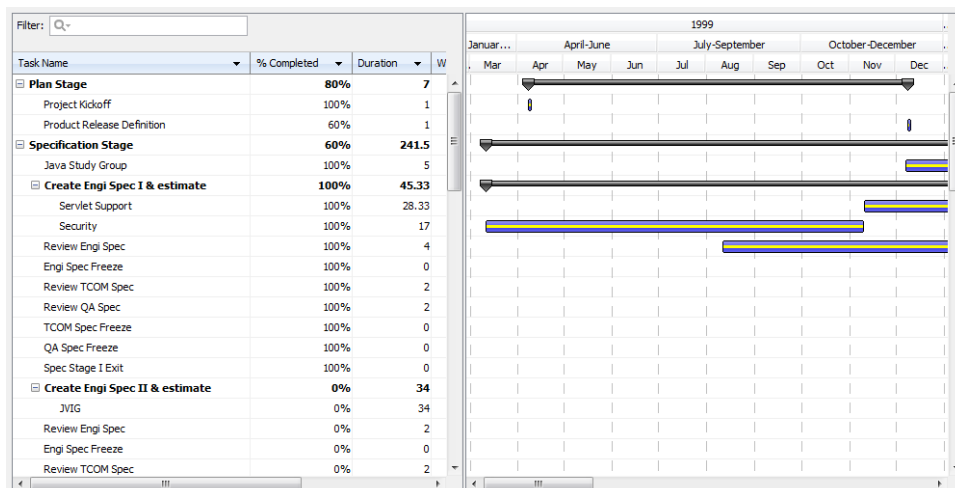 Filter:
1999
Januar... April-June July-September October-December
Task Name % Completed Duration W
. Mar Apr May Jun Jul Aug Sep Oct Nov Dec .
Plan Stage 80% 7
Project Kickoff 100% 1
Product Release Definition 60% 1
Specification Stage 60% 241.5
Java Study Group 100% 5
Create Engi Spec I & estimate 100% 45.33
Servlet Support 100% 28.33
Security 100% 17
Review Engi Spec 100% 4
Engi Spec Freeze 100% 0
Review TCOM Spec 100% 2
Review QA Spec 100% 2
TCOM Spec Freeze 100% 0
QA Spec Freeze 100% 0
Spec Stage I Exit 100% 0
Create Engi Spec II & estimate 0% 34
JVIG 0% 34
Review Engi Spec 0% 2
Engi Spec Freeze 0% 0
Review TCOM Spec 0% 2